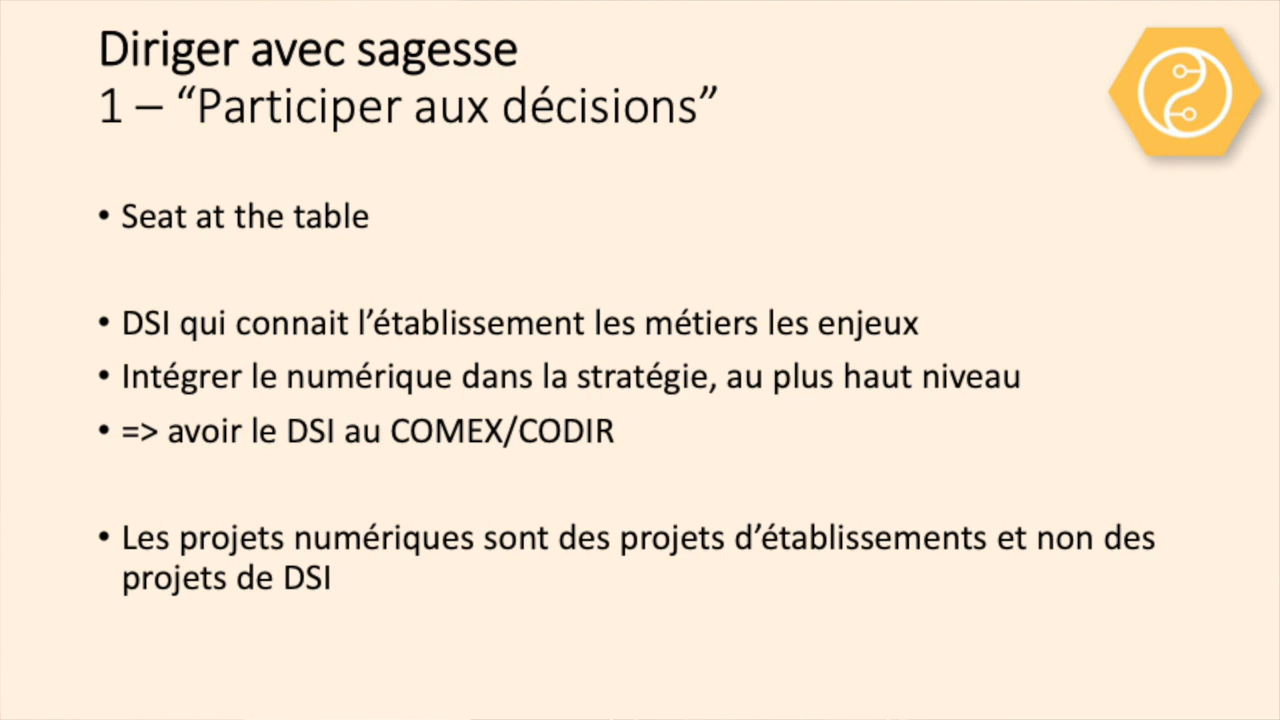 Diriger avec sagesse
1 – “Participer aux décisions”
• Seat at the table
• DSI qui connait l’établissement les métiers les enjeux
• Intégrer le numérique dans la stratégie, au plus haut niveau
• => avoir le DSI au COMEX/CODIR
• Les projets numériques sont des projets d’établissements et non des
projets de DSI